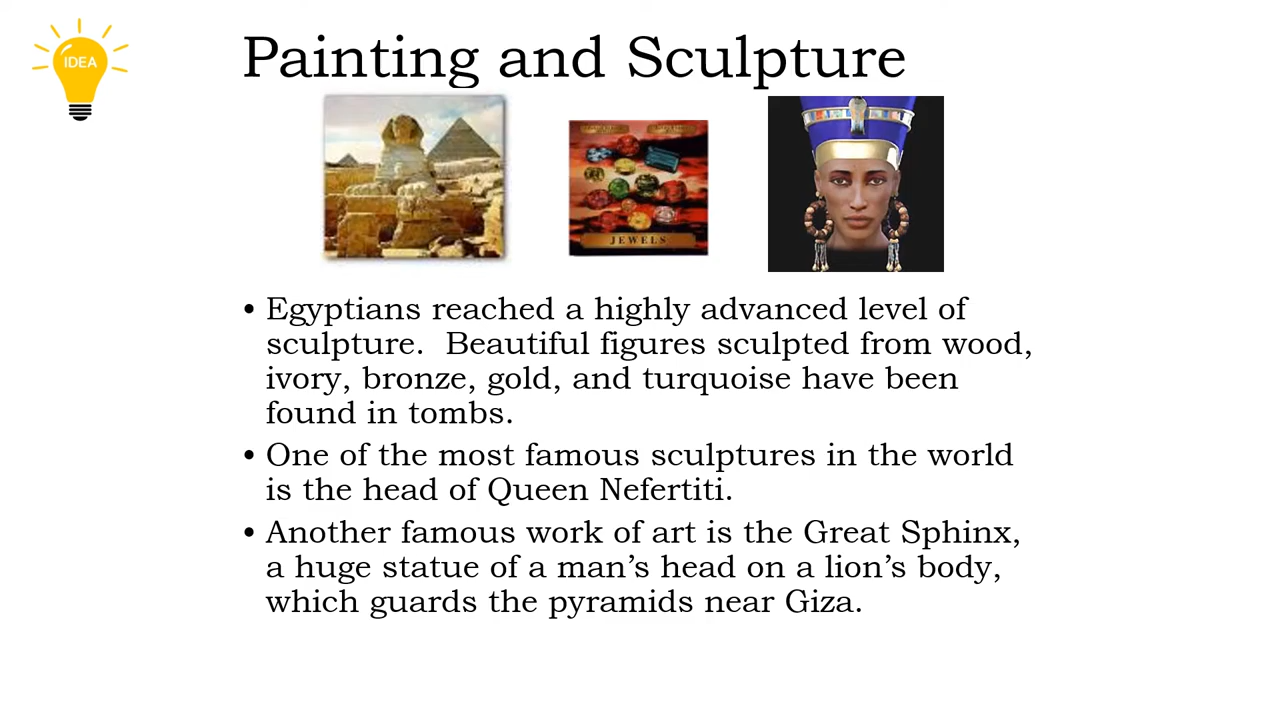 IDEA
Painting and Sculpture
JEWELS
• Egyptians reached a highly advanced level of
sculpture.  Beautiful figures sculpted from wood,
ivory, bronze, gold, and turquoise have been
found in tombs.
• One of the most famous sculptures in the world
is the head of Queen Nefertiti.
• Another famous work of art is the Great Sphinx,
a huge statue of a man’s head on a lion’s body,
which guards the pyramids near Giza.